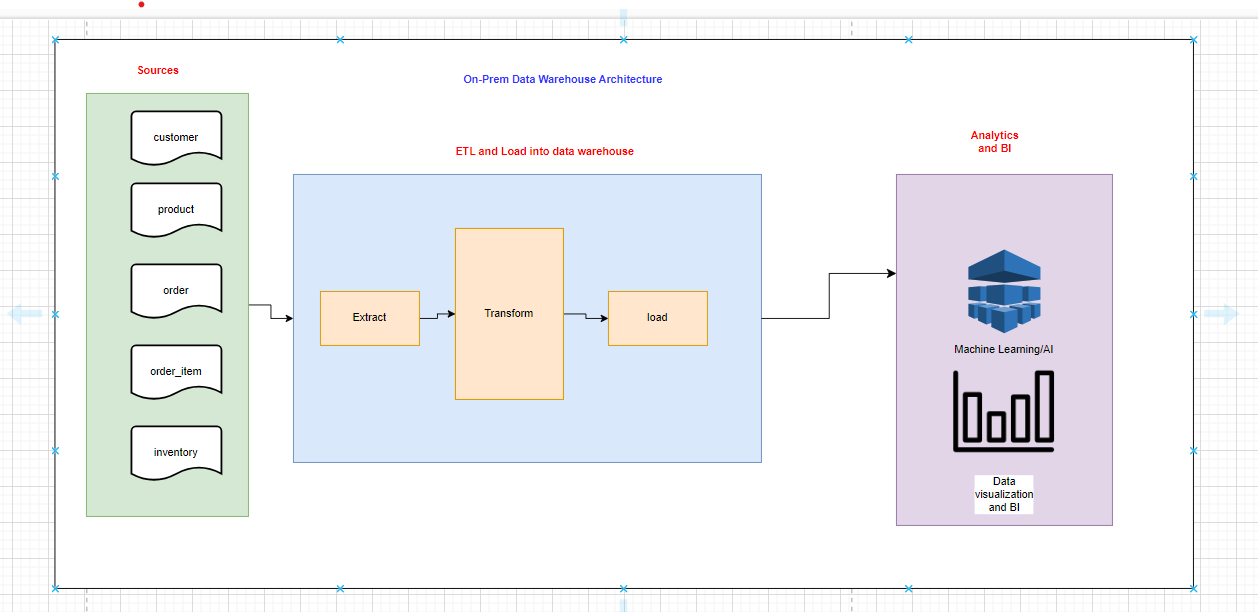 Sources
On-Prem Data Warehouse Architecture
customer
product
order
order_item
inventory
ETL and Load into data warehouse
Extract
Transform
load
Analytics
and BI
Machine Learning/AI
Data
visualization
and BI